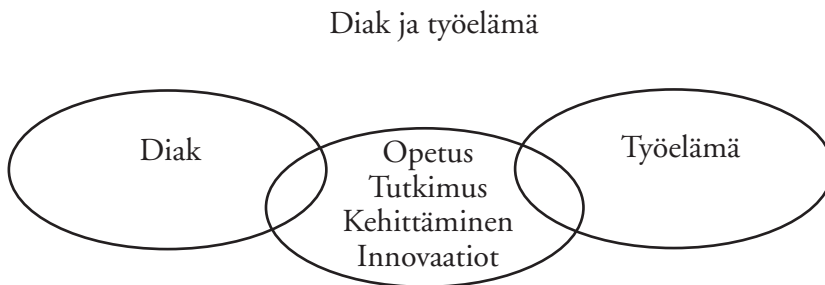 Diak ja työelämä
Diak
Opetus
Tutkimus
Kehittäminen
Innovaatiot
Työelämä